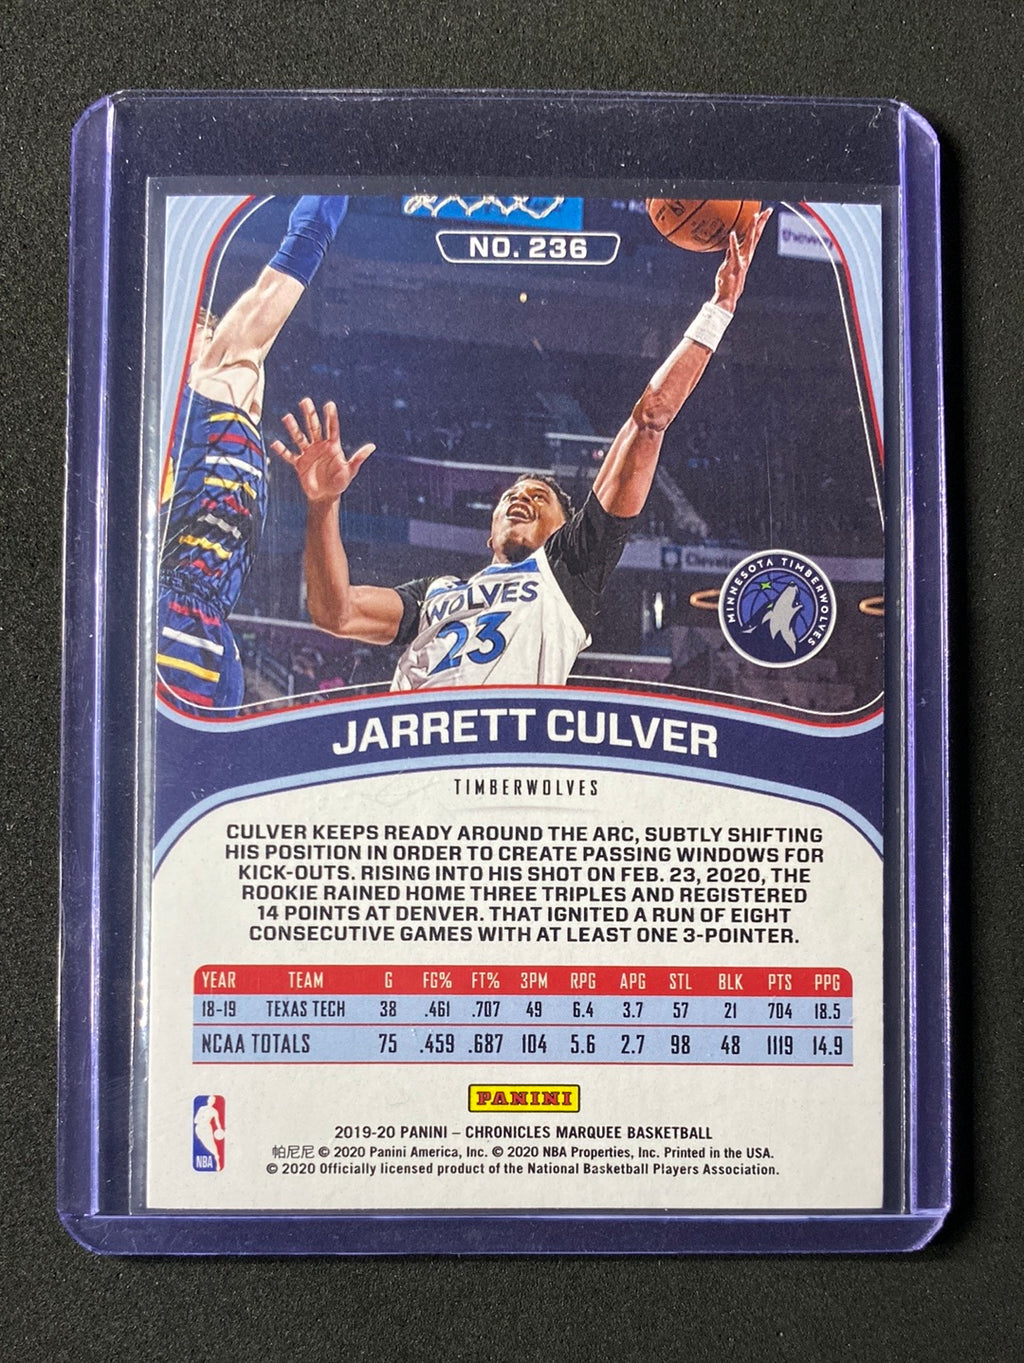 NO. 236
WOLVES
23
MINNESOTA TIMBERWOLVES
JARRETT CULVER
TIMBERWOLVES
CULVER KEEPS READY AROUND THE ARC, SUBTLY SHIFTING
HIS POSITION IN ORDER TO CREATE PASSING WINDOWS FOR
KICK-OUTS. RISING INTO HIS SHOT ON FEB. 23, 2020, THE
ROOKIE RAINED HOME THREE TRIPLES AND REGISTERED
14 POINTS AT DENVER. THAT IGNITED A RUN OF EIGHT
CONSECUTIVE GAMES WITH AT LEAST ONE 3-POINTER.
YEAR TEAM G FG% FT% 3PM RPG APG STL BLK PTS PPG
18-19 TEXAS TECH 38 .461 .707 49 6.4 3.7 57 21 704 18.5
NCAA TOTALS 75 .459 .687 104 5.6 2.7 98 48 1119 14.9
PANINI
NBA
2019-20 PANINI – CHRONICLES MARQUEE BASKETBALL
帕尼尼 © 2020 Panini America, Inc. © 2020 NBA Properties, Inc. Printed in the USA.
© 2020 Officially licensed product of the National Basketball Players Association.